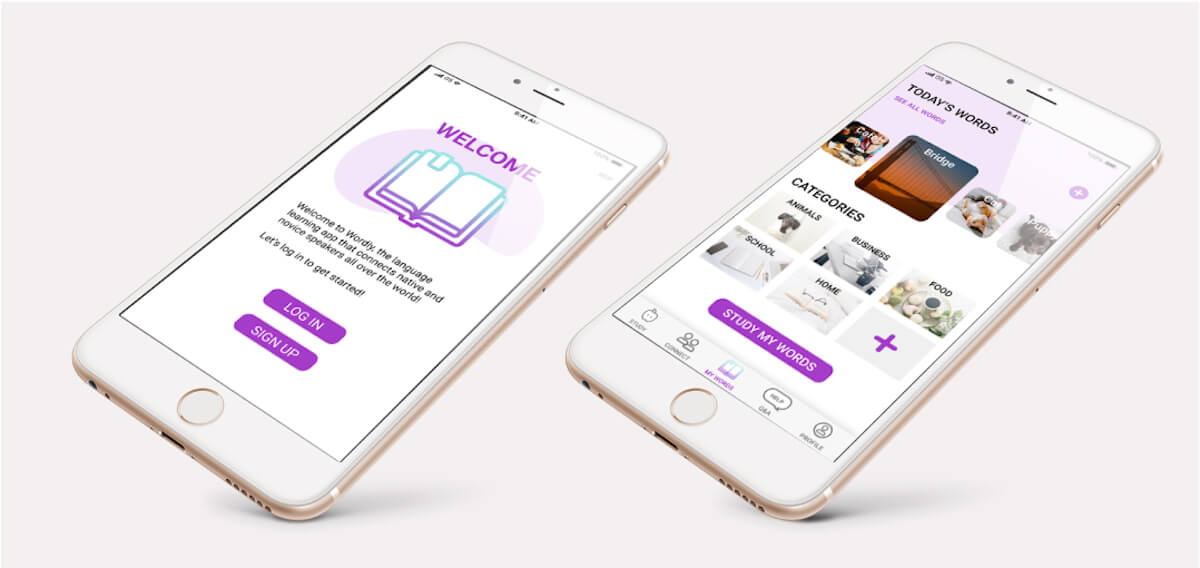 9:41 AM
100%
WELCOME
Welcome to Wordly, the language
learning app that connects native and
novice speakers all over the world!
Let's log in to get started!
LOG IN
SIGN UP
9:41 AM
100%
TODAY'S WORDS
SEE ALL WORDS
Bridge
CATEGORIES
ANIMALS
BUSINESS
FOOD
SCHOOL
HOME
STUDY MY WORDS
STUDY
CONNECT
MY WORDS
HELP
Q&A
PROFILE